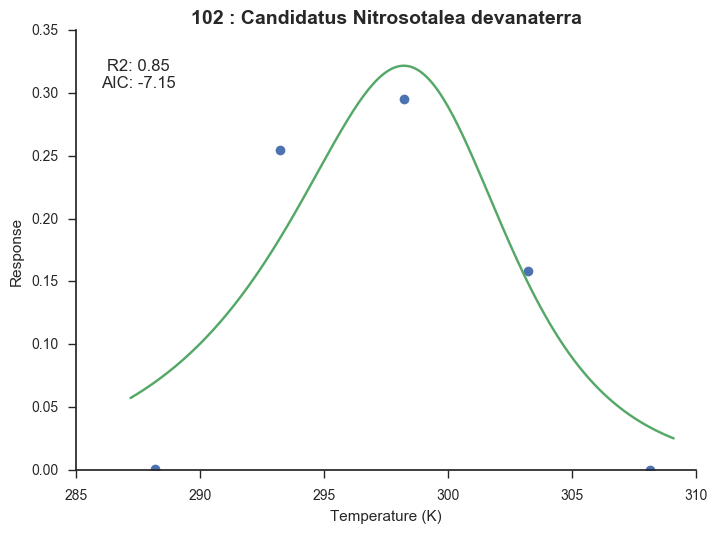 102 : Candidatus Nitrosotalea devanaterra
R2: 0.85
AIC: -7.15
Response
0.35
0.30
0.25
0.20
0.15
0.10
0.05
0.00
285 290 295 300 305 310
Temperature (K)